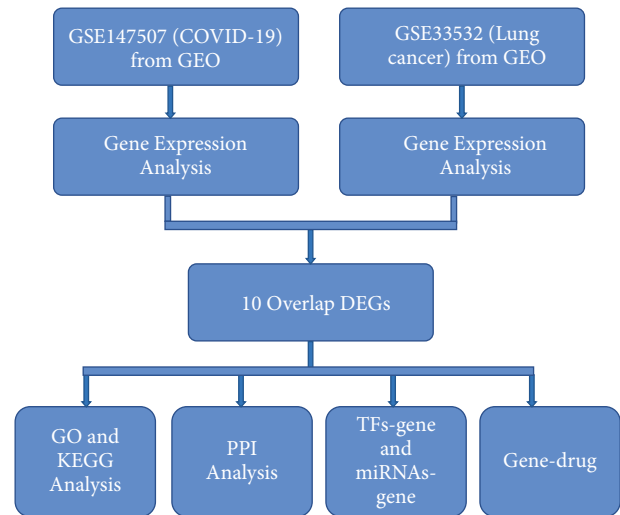 GSE147507 (COVID-19)
from GEO
GSE33532 (Lung
cancer) from GEO
Gene Expression
Analysis
Gene Expression
Analysis
10 Overlap DEGs
GO and
KEGG
Analysis
PPI
Analysis
TFs-gene
and
miRNAs-
gene
Gene-drug